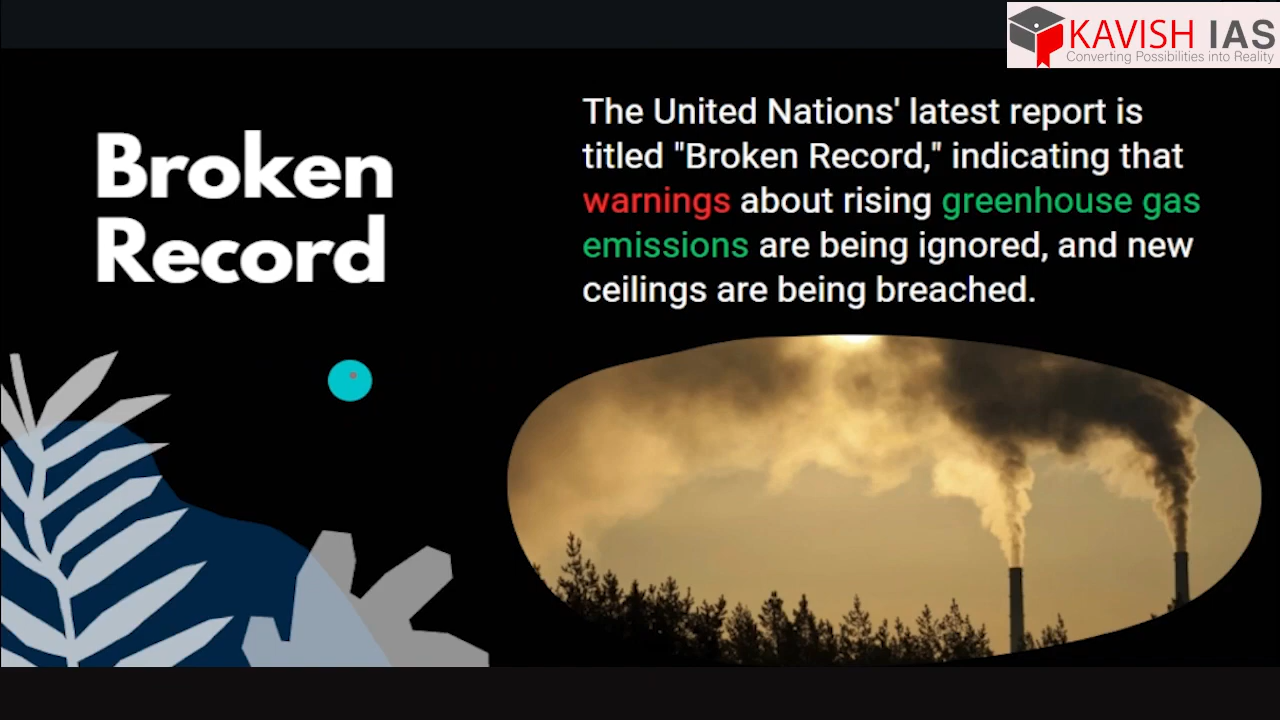 KAVISH IAS
Converting Possibilities into Reality
Broken
Record
The United Nations' latest report is
titled "Broken Record," indicating that
warnings about rising greenhouse gas
emissions are being ignored, and new
ceilings are being breached.